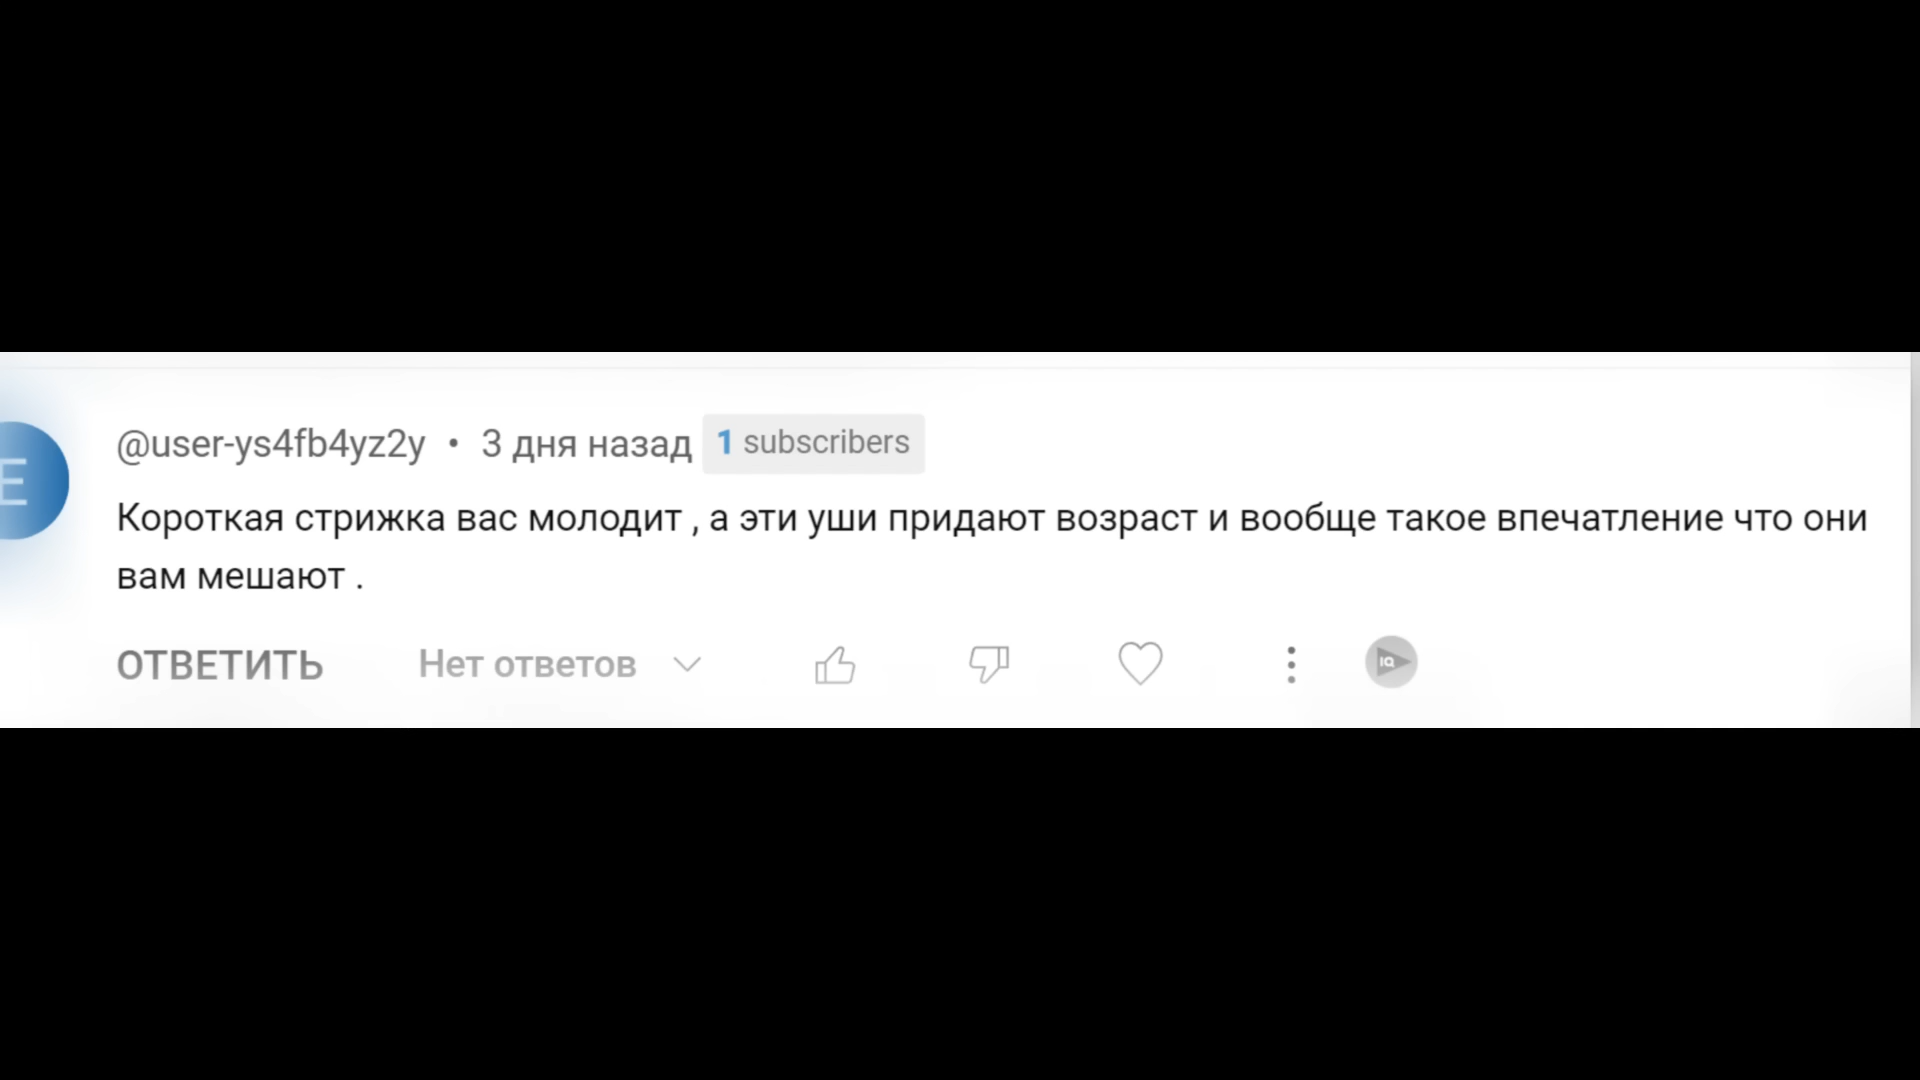 E
@user-ys4fb4yz2y • 3 дня назад 1 subscribers
Короткая стрижка вас молодит , а эти уши придают возраст и вообще такое впечатление что они
вам мешают .
ОТВЕТИТЬ Нет ответов IQ